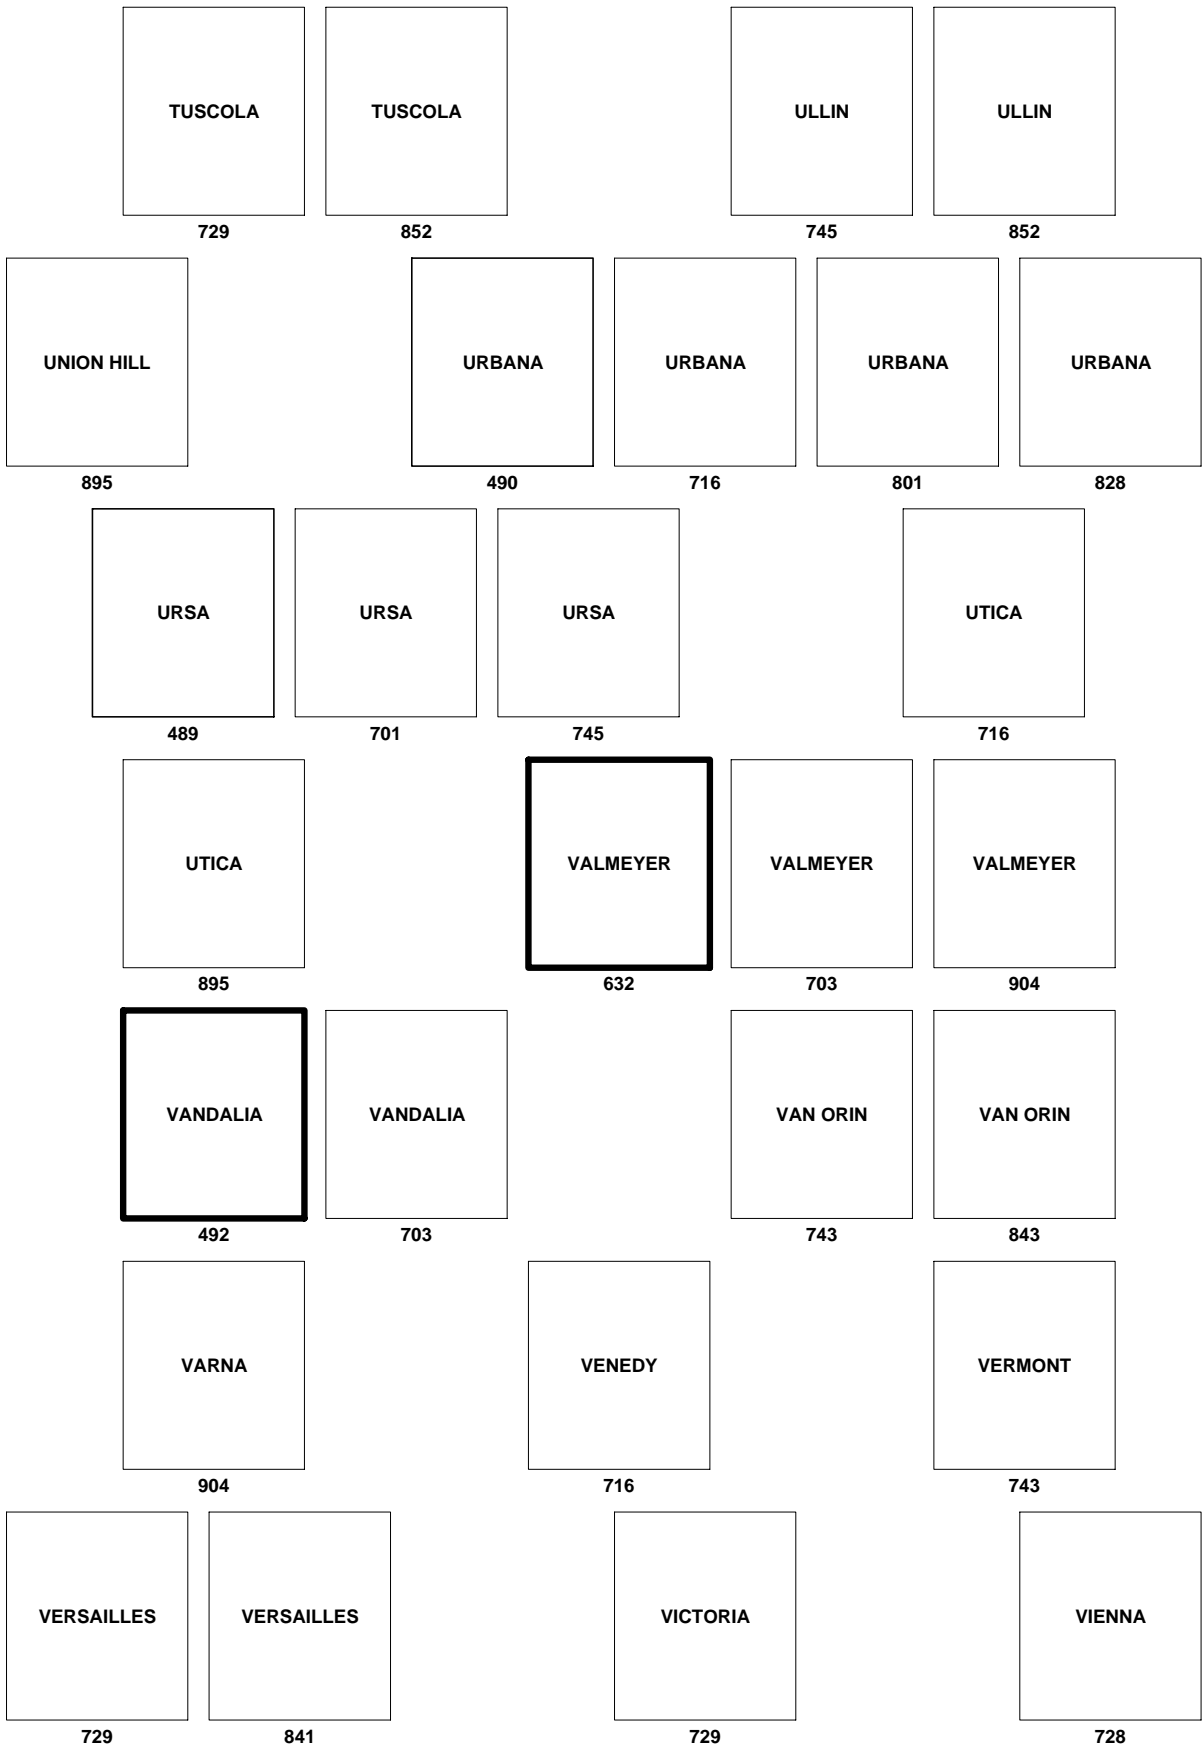 TUSCOLA TUSCOLA ULLIN ULLIN
729 852 745 852
UNION HILL URBANA URBANA URBANA URBANA
895 490 716 801 828
URSA URSA URSA UTICA
489 701 745 716
UTICA VALMEYER VALMEYER VALMEYER
895 632 703 904
VANDALIA VANDALIA VAN ORIN VAN ORIN
492 703 743 843
VARNA VENEDY VERMONT
904 716 743
VERSAILLES VERSAILLES VICTORIA VIENNA
729 841 729 728